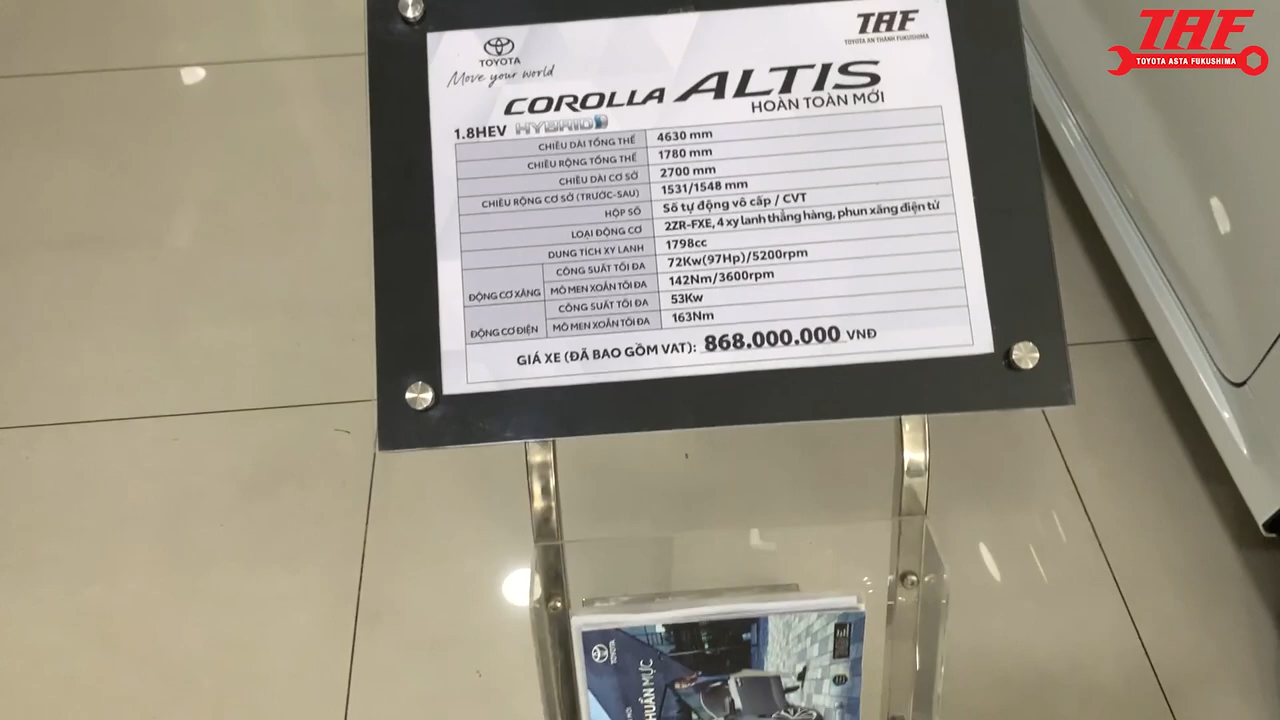 TAF
TOYOTA ASTA FUKUSHIMA
TOYOTA
Move your world
TAF
TOYOTA AN THÀNH FUKUSHIMA
COROLLA ALTIS
HOÀN TOÀN MỚI
1.8HEV HYBRID
CHIỀU DÀI TỔNG THỂ 4630 mm
CHIỀU RỘNG TỔNG THỂ 1780 mm
CHIỀU DÀI CƠ SỞ 2700 mm
CHIỀU RỘNG CƠ SỞ (TRƯỚC-SAU) 1531/1548 mm
HỘP SỐ Số tự động vô cấp / CVT
LOẠI ĐỘNG CƠ 2ZR-FXE, 4 xy lanh thẳng hàng, phun xăng điện tử
DUNG TÍCH XY LANH 1798cc
ĐỘNG CƠ XĂNG CÔNG SUẤT TỐI ĐA 72Kw(97Hp)/5200rpm
MÔ MEN XOẮN TỐI ĐA 142Nm/3600rpm
ĐỘNG CƠ ĐIỆN CÔNG SUẤT TỐI ĐA 53Kw
MÔ MEN XOẮN TỐI ĐA 163Nm
GIÁ XE (ĐÃ BAO GỒM VAT): 868.000.000 VNĐ
TOYOTA
HUẨN MỰC